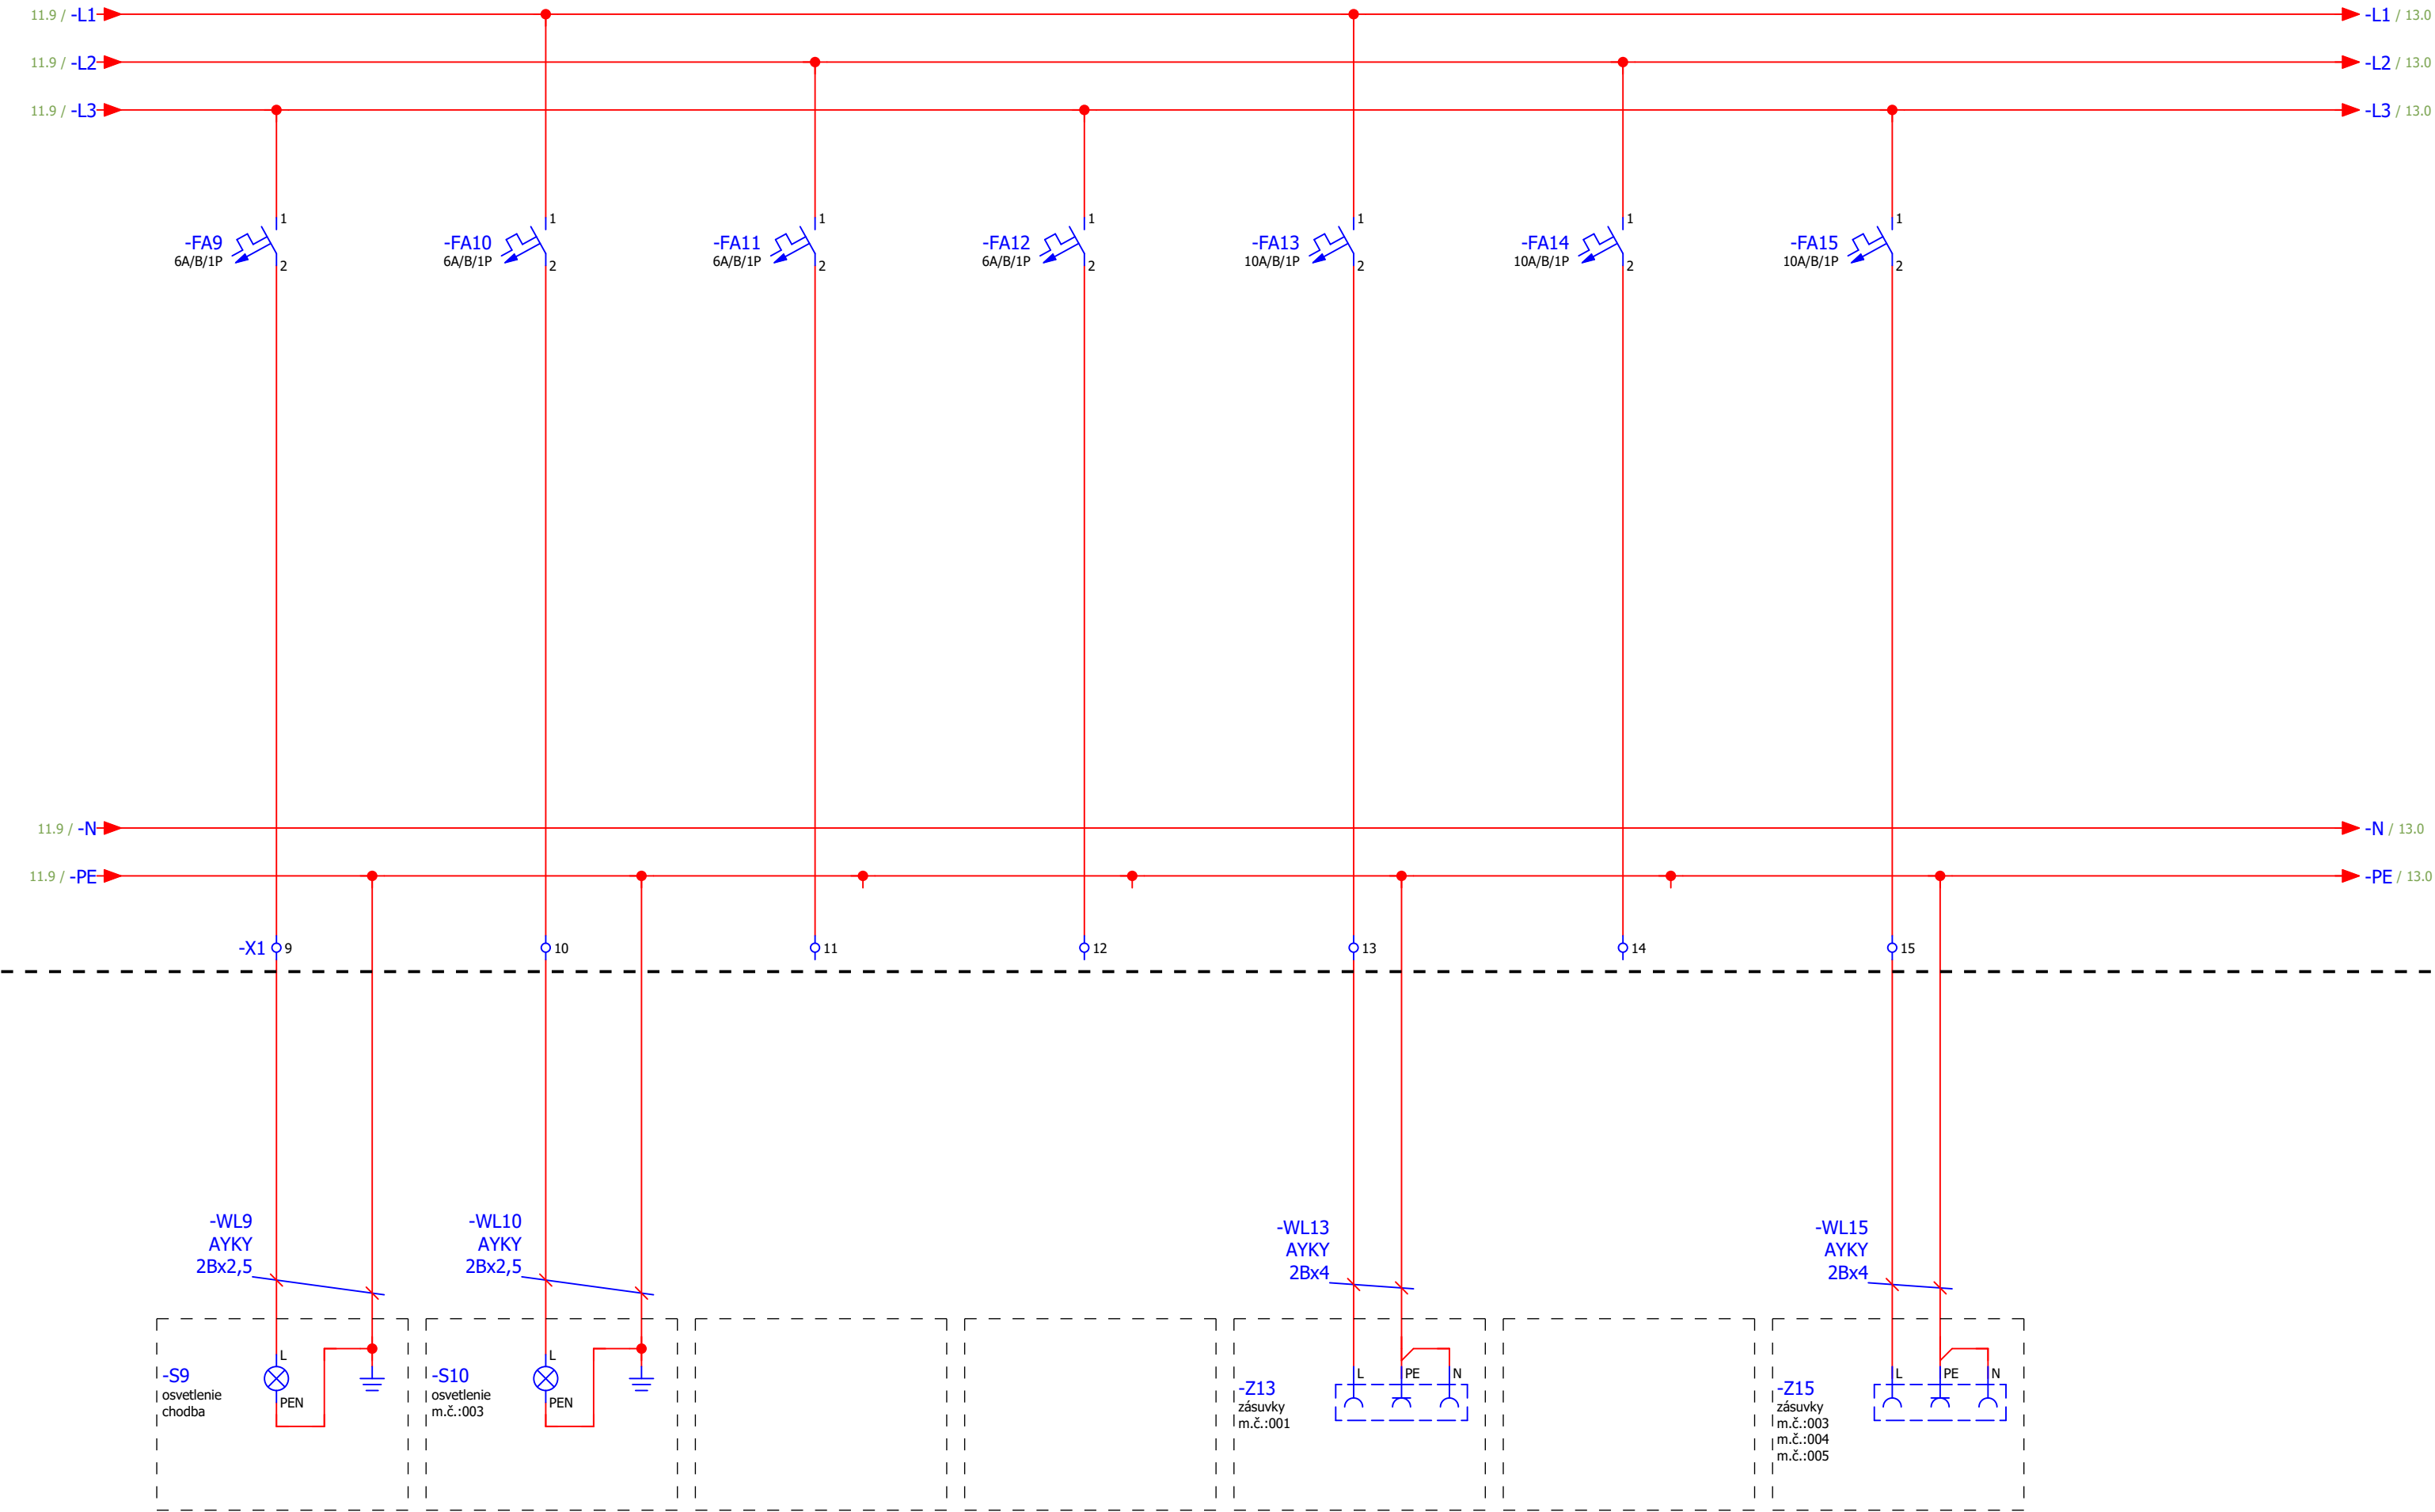 11.9 / -L1 -L1 / 13.0
11.9 / -L2 -L2 / 13.0
11.9 / -L3 -L3 / 13.0
1 1 1 1 1 1 1
-FA9 -FA10 -FA11 -FA12 -FA13 -FA14 -FA15
6A/B/1P 6A/B/1P 6A/B/1P 6A/B/1P 10A/B/1P 10A/B/1P 10A/B/1P
2 2 2 2 2 2 2
11.9 / -N -N / 13.0
11.9 / -PE -PE / 13.0
-X1 9 10 11 12 13 14 15
-WL9
AYKY
2Bx2,5
-WL10
AYKY
2Bx2,5
-WL13
AYKY
2Bx4
-WL15
AYKY
2Bx4
L
-S9
osvetlenie
chodba
PEN
L
-S10
osvetlenie
m.č.:003
PEN
L PE N
-Z13
zásuvky
m.č.:001
L PE N
-Z15
zásuvky
m.č.:003
m.č.:004
m.č.:005